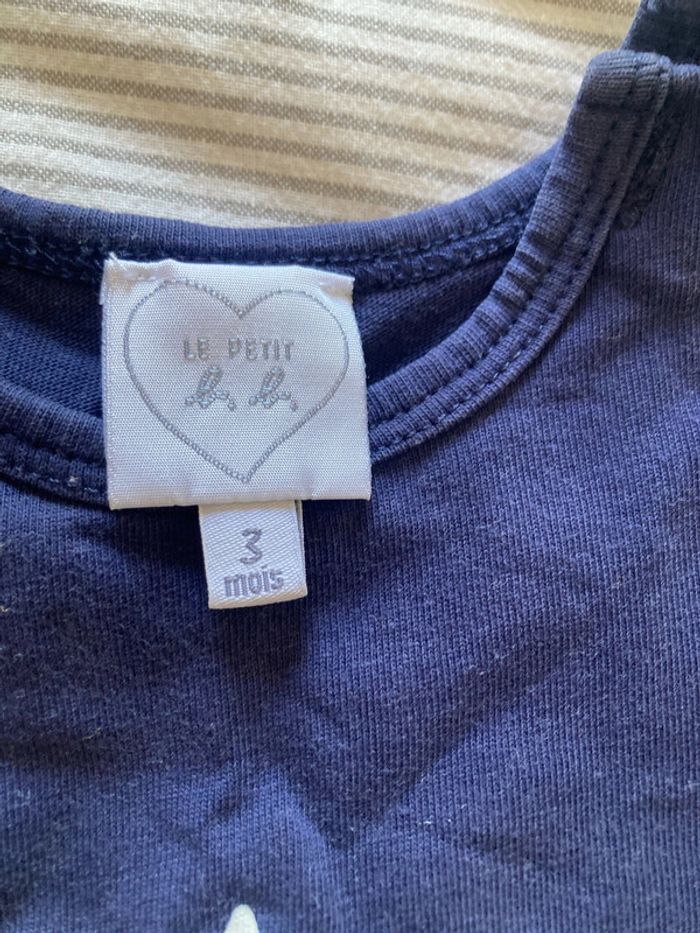 LE PETIT
b. b.
3
mois